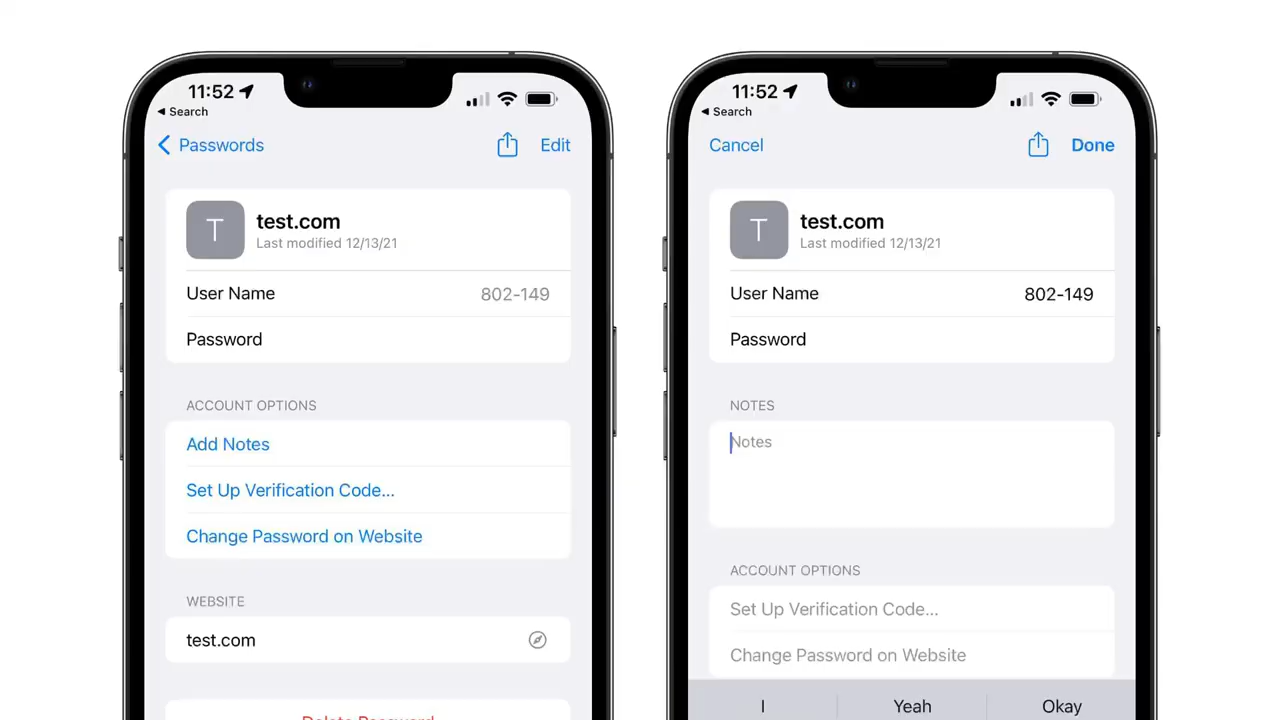 11:52
Search
Passwords
Edit
T
test.com
Last modified 12/13/21
User Name
802-149
Password
ACCOUNT OPTIONS
Add Notes
Set Up Verification Code...
Change Password on Website
WEBSITE
test.com
Delete Password
11:52
Search
Cancel
Done
T
test.com
Last modified 12/13/21
User Name
802-149
Password
NOTES
Notes
ACCOUNT OPTIONS
Set Up Verification Code...
Change Password on Website
I
Yeah
Okay